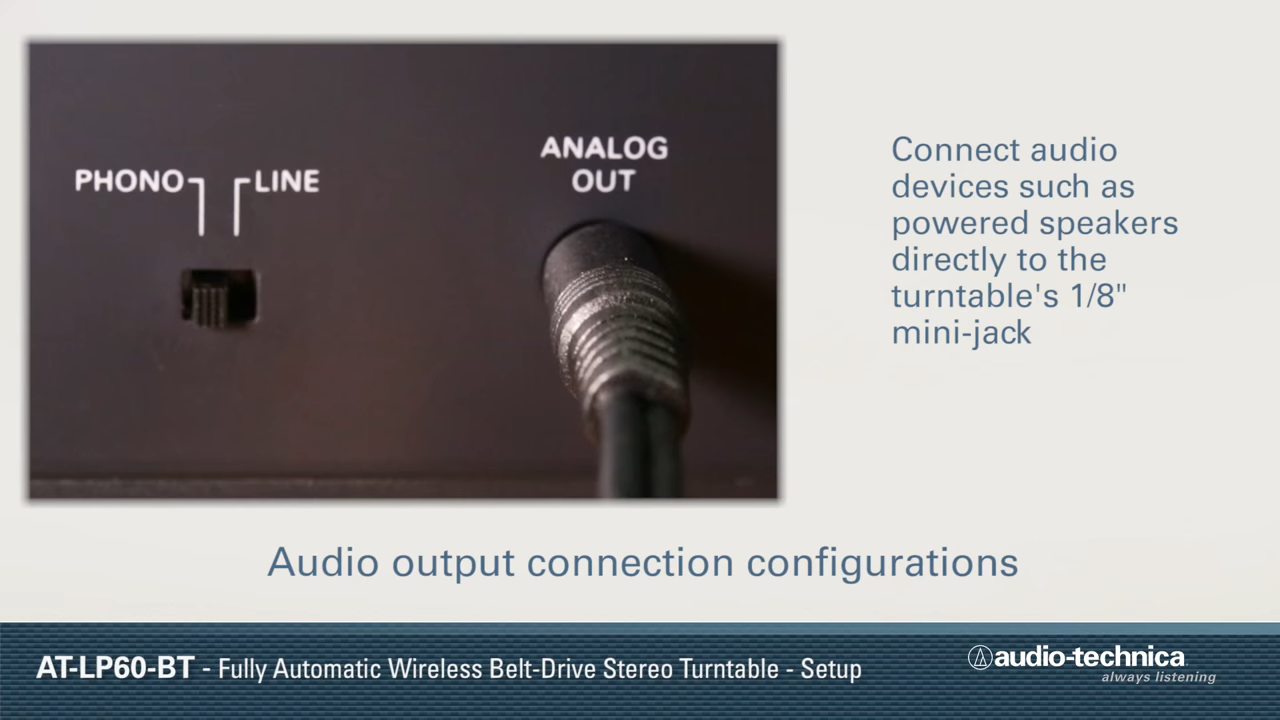 PHONO LINE
ANALOG
OUT
Connect audio
devices such as
powered speakers
directly to the
turntable's 1/8"
mini-jack
Audio output connection configurations
AT-LP60-BT - Fully Automatic Wireless Belt-Drive Stereo Turntable - Setup
audio-technica
always listening